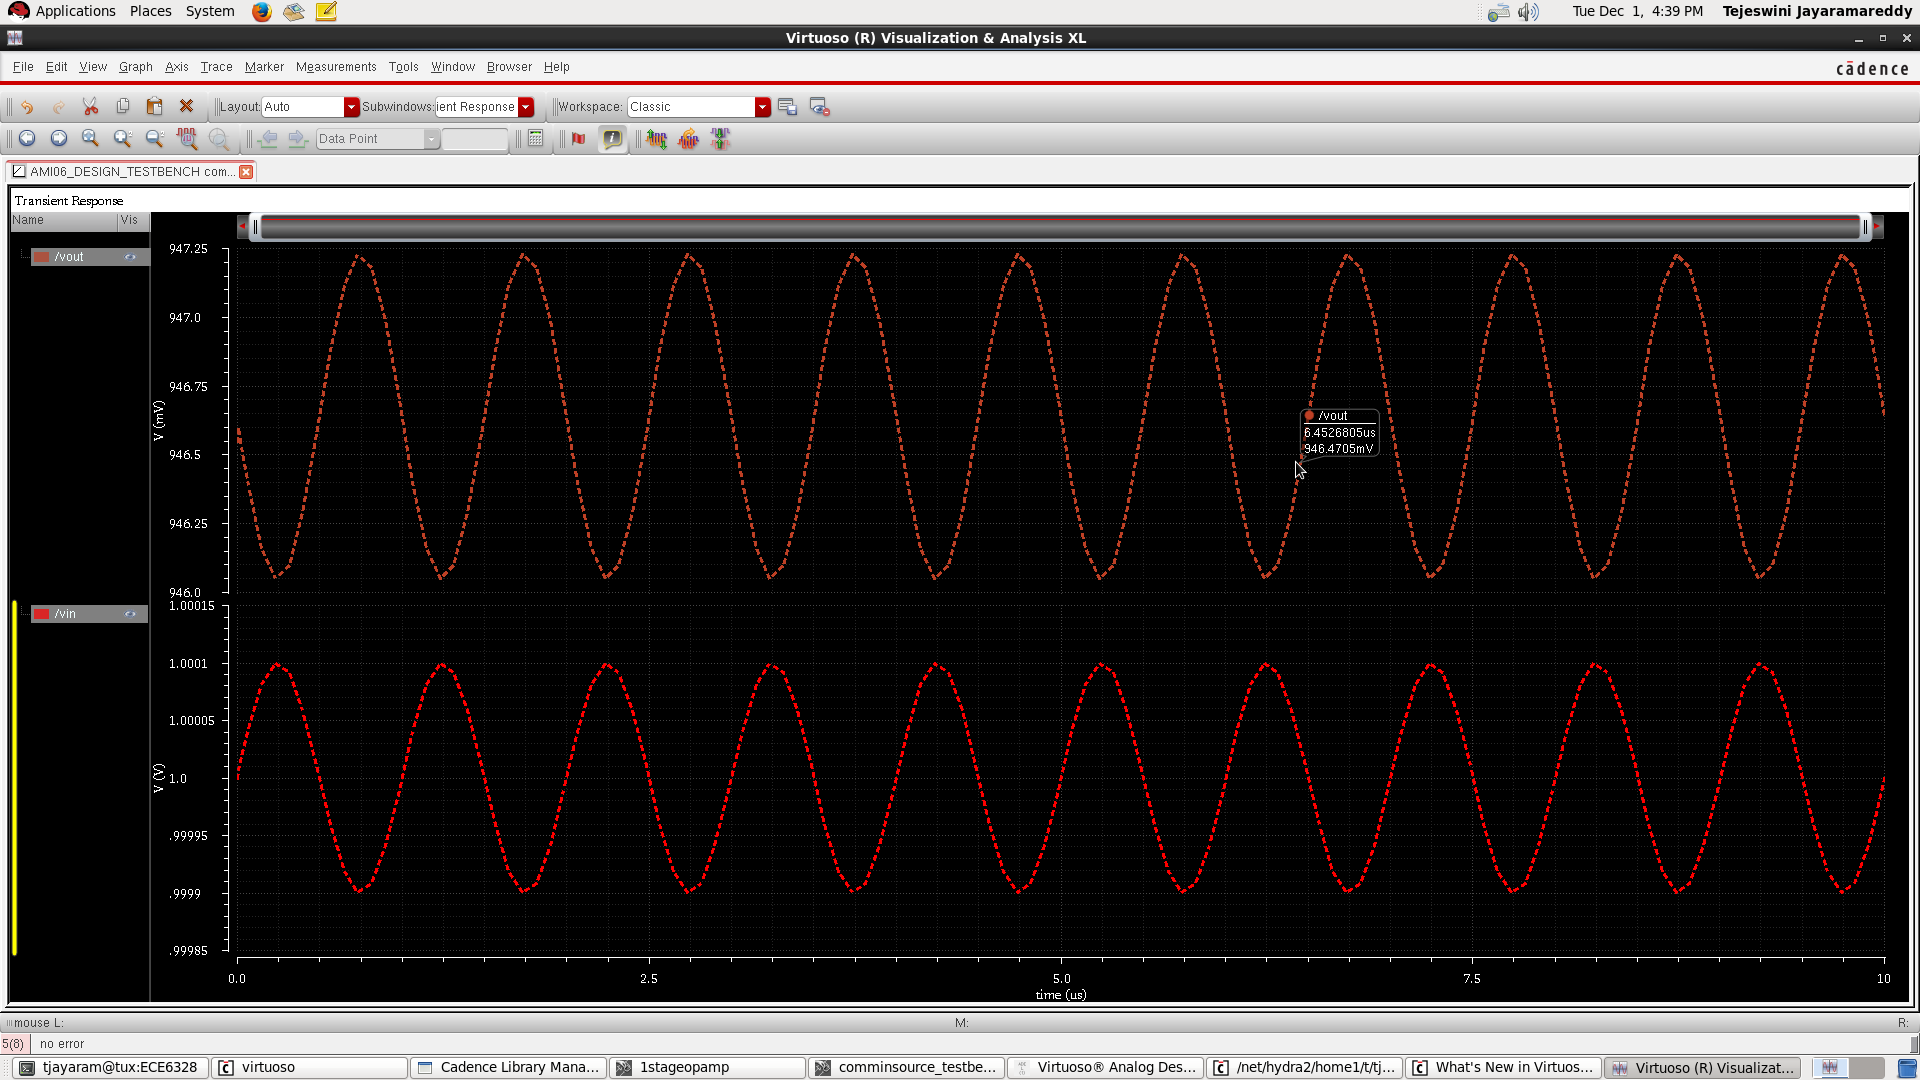 Applications Places System
Tue Dec 1, 4:39 PM Tejeswini Jayaramareddy
Virtuoso (R) Visualization & Analysis XL
File Edit View Graph Axis Trace Marker Measurements Tools Window Browser Help
cādence
Layout: Auto Subwindows: ient Response Workspace: Classic
Data Point
AMI06_DESIGN_TESTBENCH com...
Transient Response
Name Vis
/vout
947.25
947.0
946.75
946.5
946.25
946.0
V (mV)
/vout
6.4526805us
946.4705mV
/vin
1.00015
1.0001
1.00005
1.0
.99995
.9999
.99985
V (V)
0.0 2.5 5.0 7.5 10
time (us)
mouse L: M: R:
5(8) no error
tjayaram@tux:ECE6328 virtuoso Cadence Library Mana... 1stageopamp comminsource_testbe... Virtuoso® Analog Des... /net/hydra2/home1/t/tj... What's New in Virtuos... Virtuoso (R) Visualizat...